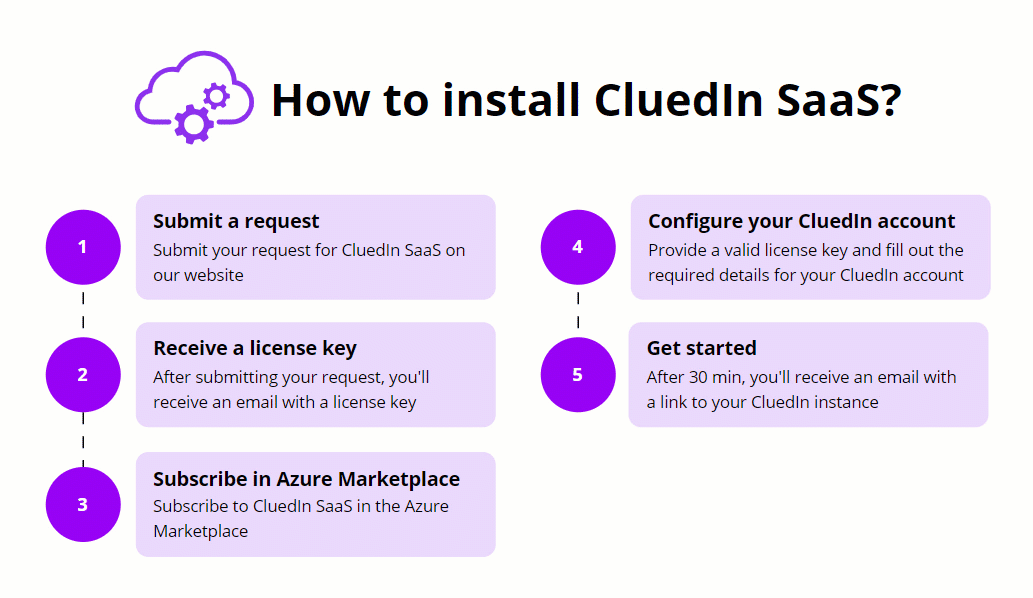 How to install CluedIn SaaS?
1
Submit a request
Submit your request for CluedIn SaaS on
our website
2
Receive a license key
After submitting your request, you'll
receive an email with a license key
3
Subscribe in Azure Marketplace
Subscribe to CluedIn SaaS in the Azure
Marketplace
4
Configure your CluedIn account
Provide a valid license key and fill out the
required details for your CluedIn account
5
Get started
After 30 min, you'll receive an email with
a link to your CluedIn instance